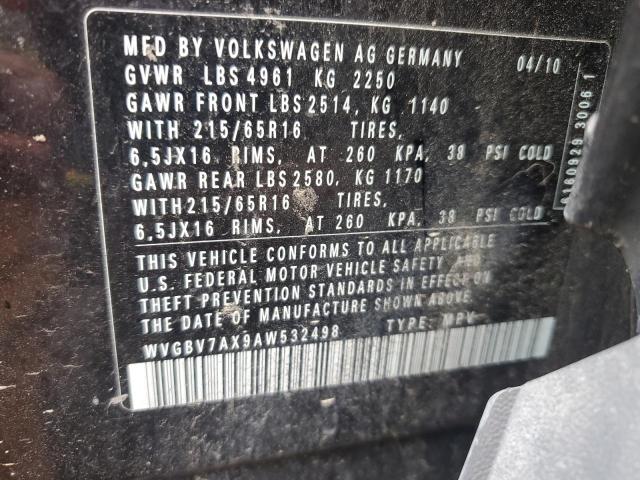 MFD BY VOLKSWAGEN AG GERMANY 04/10
GVWR LBS 4961 KG 2250
GAWR FRONT LBS 2514, KG 1140
WITH 215/65R16 TIRES,
6,5JX16 RIMS, AT 260 KPA, 38 PSI COLD
GAWR REAR LBS 2580, KG 1170
WITH215/65R16 TIRES,
6,5JX16 RIMS, AT 260 KPA, 38 PSI COLD
THIS VEHICLE CONFORMS TO ALL APPLICABLE
U.S. FEDERAL MOTOR VEHICLE SAFETY AND
THEFT PREVENTION STANDARDS IN EFFECT ON
THE DATE OF MANUFACTURE SHOWN ABOVE.
WVGBV7AX9AW532498 TYPE: MPV